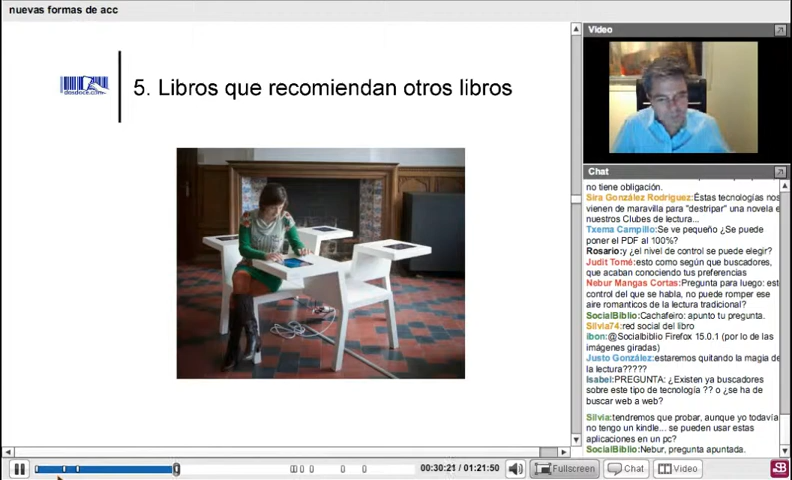 nuevas formas de acc
dosdoce.com
5. Libros que recomiendan otros libros
Video
Chat
no tiene obligación.
Sira González Rodriguez:Éstas tecnologías nos
vienen de maravilla para "destripar" una novela e
nuestros Clubes de lectura...
Txema Campillo:Se ve pequeño ¿Se puede
poner el PDF al 100%?
Rosario:y ¿el nivel de control se puede elegir?
Judit Tomé:esto como según que buscadores,
que acaban conociendo tus preferencias
Nebur Mangas Cortas:Pregunta para luego: est
control del que se habla, no puede romper ese
aire romanticos de la lectura tradicional?
SocialBiblio:Cachafeiro: apunto tu pregunta.
Silvia74:red social del libro
ibon:@Socialbiblio Firefox 15.0.1 (por lo de las
imágenes giradas)
Justo González:estaremos quitando la magia de
la lectura?????
Isabel:PREGUNTA: ¿Existen ya buscadores
sobre este tipo de tecnología ?? o ¿se ha de
buscar web a web?
Silvia:tendremos que probar, aunque yo todavía
no tengo un kindle... se pueden usar estas
aplicaciones en un pc?
SocialBiblio:Nebur, pregunta apuntada.
00:30:21 / 01:21:50
Fullscreen
Chat
Video
SB